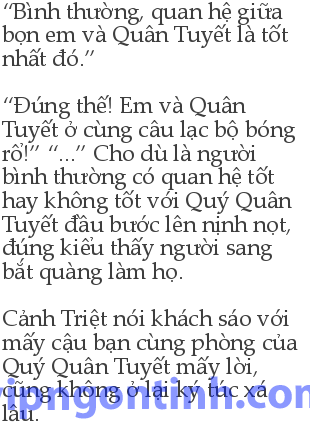 “Bình thường, quan hệ giữa
bọn em và Quân Tuyết là tốt
nhất đó.”
“Đúng thế! Em và Quân
Tuyết ở cùng câu lạc bộ bóng
rổ!” “...” Cho dù là người
bình thường có quan hệ tốt
hay không tốt với Quý Quân
Tuyết đầu bước lên nịnh nọt,
đúng kiểu thấy người sang
bắt quàng làm họ.
Cảnh Triệt nói khách sáo với
mấy cậu bạn cùng phòng của
Quý Quân Tuyết mấy lời,
cũng không ở lại ký túc xá
lâu.